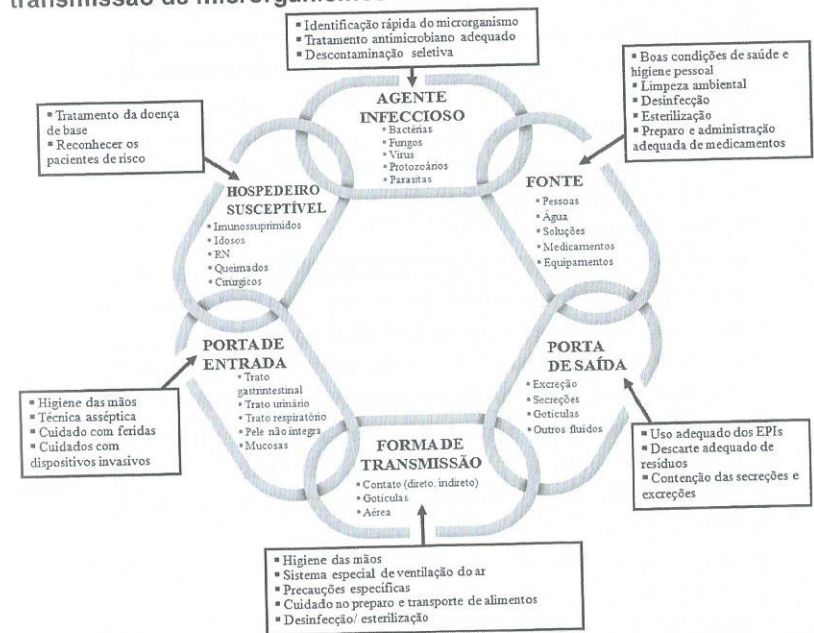 transmissão de microrganismos
▪ Identificação rápida do microrganismo
▪ Tratamento antimicrobiano adequado
▪ Descontaminação seletiva
AGENTE
INFECCIOSO
▪ Bactérias
▪ Fungos
▪ Vírus
▪ Protozoários
▪ Parasitas
▪ Boas condições de saúde e
higiene pessoal
▪ Limpeza ambiental
▪ Desinfecção
▪ Esterilização
▪ Preparo e administração
adequada de medicamentos
FONTE
▪ Pessoas
▪ Água
▪ Soluções
▪ Medicamentos
▪ Equipamentos
PORTA
DE SAÍDA
▪ Excreção
▪ Secreções
▪ Gotículas
▪ Outros fluídos
▪ Uso adequado dos EPIs
▪ Descarte adequado de
resíduos
▪ Contenção das secreções e
excreções
FORMA DE
TRANSMISSÃO
▪ Contato (direto, indireto)
▪ Gotículas
▪ Aérea
▪ Higiene das mãos
▪ Sistema especial de ventilação do ar
▪ Precauções específicas
▪ Cuidado no preparo e transporte de alimentos
▪ Desinfecção/ esterilização
PORTA DE
ENTRADA
▪ Trato
gastrintestinal
▪ Trato urinário
▪ Trato respiratório
▪ Pele não íntegra
▪ Mucosas
▪ Higiene das mãos
▪ Técnica asséptica
▪ Cuidado com feridas
▪ Cuidados com
dispositivos invasivos
HOSPEDEIRO
SUSCEPTÍVEL
▪ Imunossuprimidos
▪ Idosos
▪ RN
▪ Queimados
▪ Cirúrgicos
▪ Tratamento da doença
de base
▪ Reconhecer os
pacientes de risco